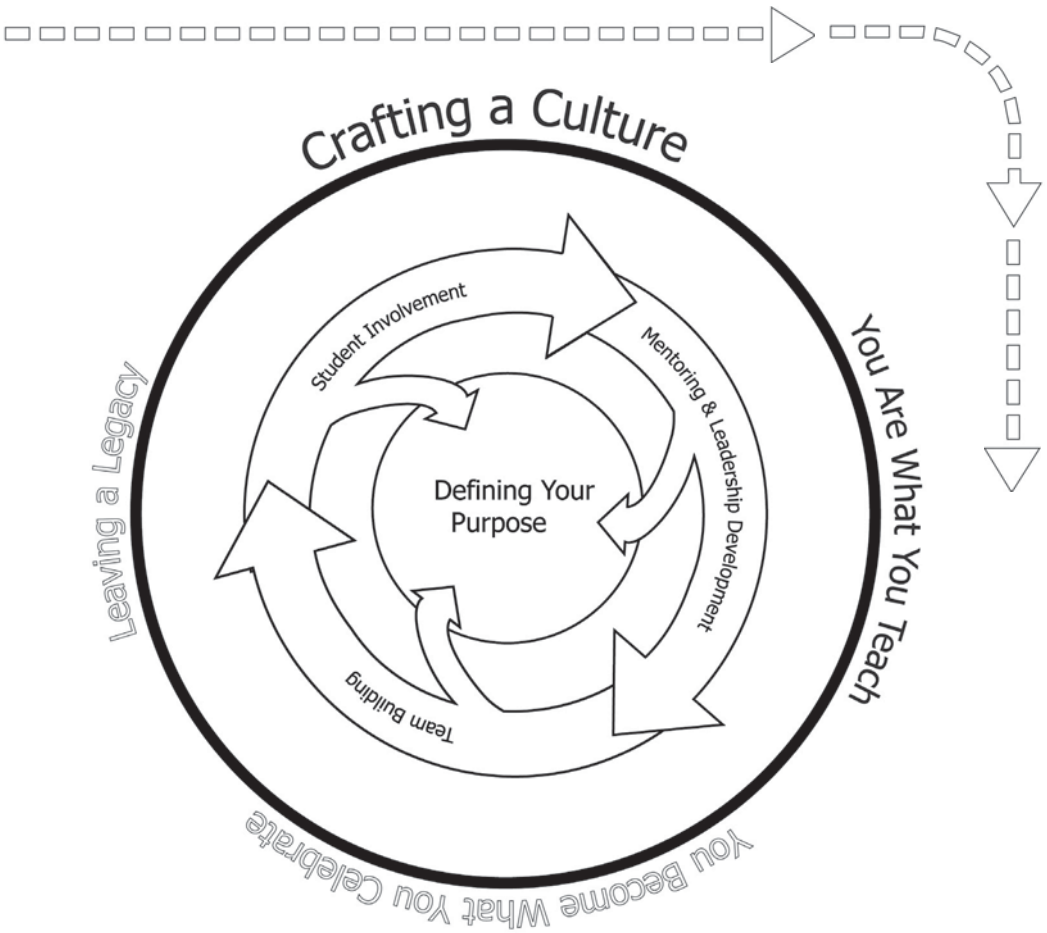 Crafting a Culture
You Are What You Teach
You Become What You Celebrate
Leaving a Legacy
Student Involvement
Mentoring & Leadership Development
Team Building
Defining Your
Purpose